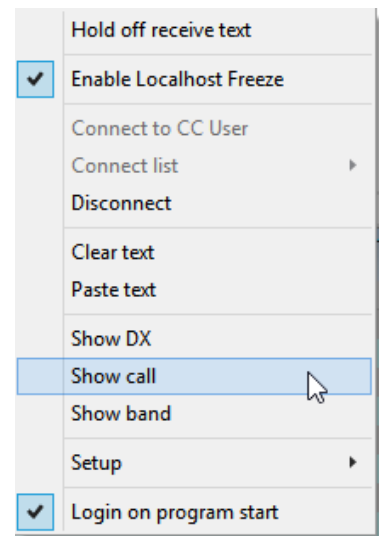 Hold off receive text
Enable Localhost Freeze
Connect to CC User
Connect list
Disconnect
Clear text
Paste text
Show DX
Show call
Show band
Setup
Login on program start